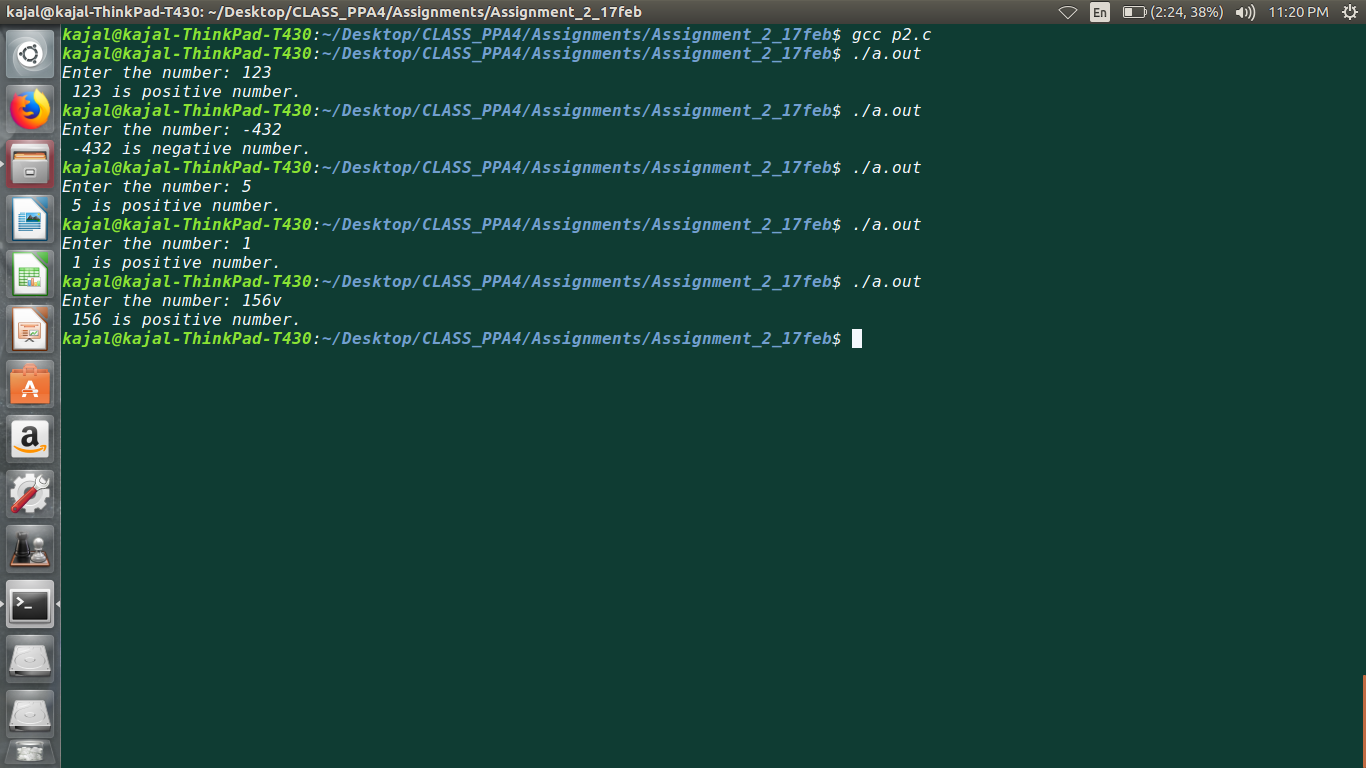 kajal@kajal-ThinkPad-T430: ~/Desktop/CLASS_PPA4/Assignments/Assignment_2_17feb En (2:24, 38%) 11:20 PM
kajal@kajal-ThinkPad-T430:~/Desktop/CLASS_PPA4/Assignments/Assignment_2_17feb$ gcc p2.c
kajal@kajal-ThinkPad-T430:~/Desktop/CLASS_PPA4/Assignments/Assignment_2_17feb$ ./a.out
Enter the number: 123
 123 is positive number.
kajal@kajal-ThinkPad-T430:~/Desktop/CLASS_PPA4/Assignments/Assignment_2_17feb$ ./a.out
Enter the number: -432
 -432 is negative number.
kajal@kajal-ThinkPad-T430:~/Desktop/CLASS_PPA4/Assignments/Assignment_2_17feb$ ./a.out
Enter the number: 5
 5 is positive number.
kajal@kajal-ThinkPad-T430:~/Desktop/CLASS_PPA4/Assignments/Assignment_2_17feb$ ./a.out
Enter the number: 1
 1 is positive number.
kajal@kajal-ThinkPad-T430:~/Desktop/CLASS_PPA4/Assignments/Assignment_2_17feb$ ./a.out
Enter the number: 156v
 156 is positive number.
kajal@kajal-ThinkPad-T430:~/Desktop/CLASS_PPA4/Assignments/Assignment_2_17feb$